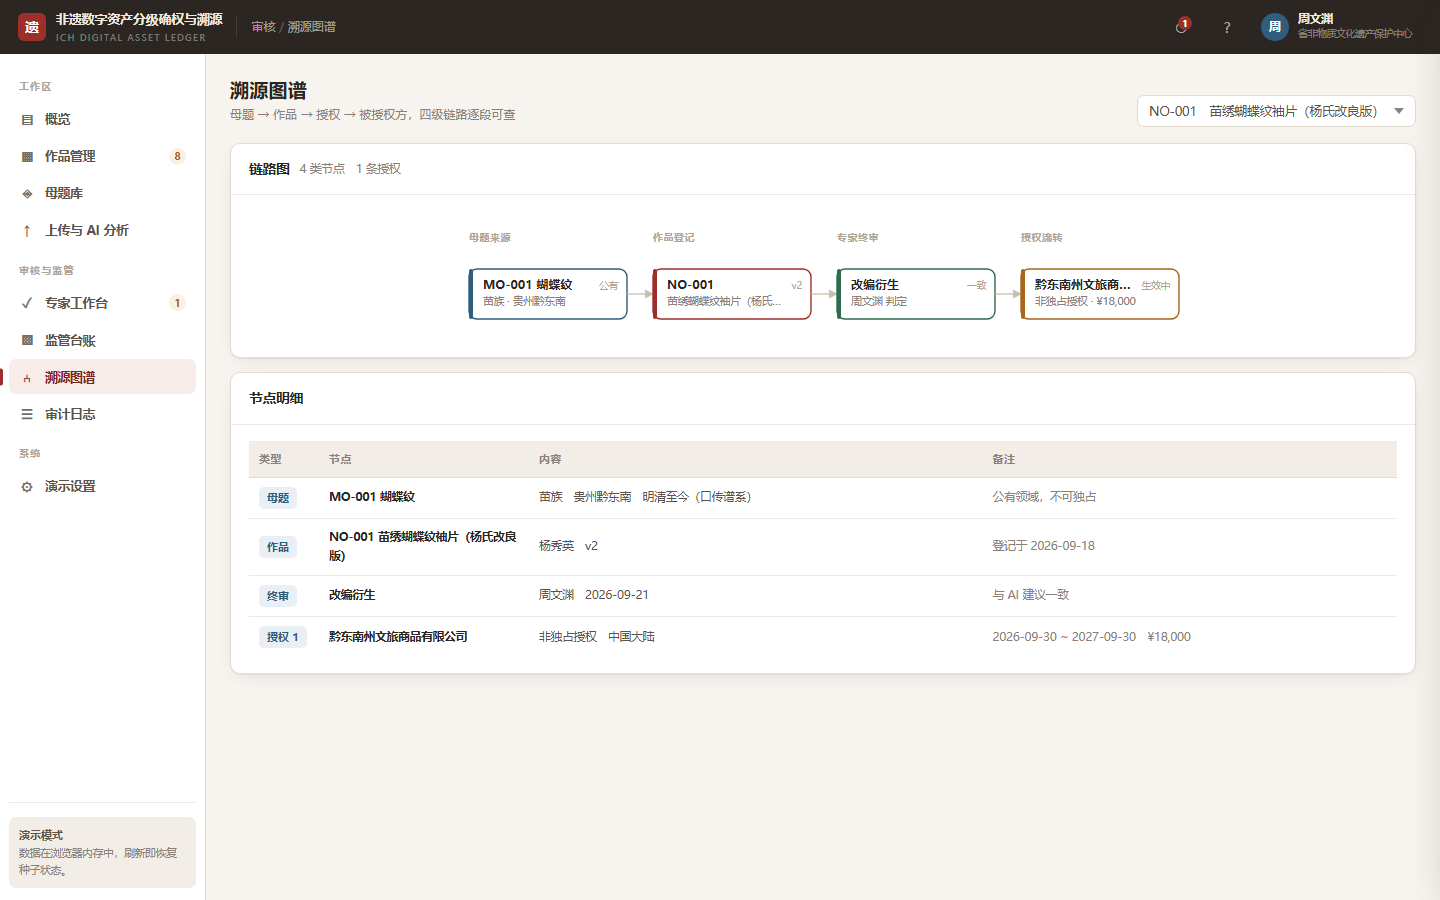 遗
非遗数字资产分级确权与溯源
ICH DIGITAL ASSET LEDGER
审核 / 溯源图谱
1
?
周
周文渊
省非物质文化遗产保护中心
工作区
概览
作品管理 8
母题库
上传与 AI 分析
审核与监管
专家工作台 1
监管台账
溯源图谱
审计日志
系统
演示设置
演示模式
数据在浏览器内存中，刷新即恢复
种子状态。
溯源图谱
母题 → 作品 → 授权 → 被授权方，四级链路逐段可查
NO-001 苗绣蝴蝶纹袖片（杨氏改良版）
链路图 4 类节点 1 条授权
母题来源 作品登记 专家终审 授权流转
MO-001 蝴蝶纹 公有
苗族 · 贵州黔东南
NO-001 v2
苗绣蝴蝶纹袖片（杨氏...
改编衍生 一致
周文渊 判定
黔东南州文旅商... 生效中
非独占授权 · ¥18,000
节点明细
类型 节点 内容 备注
母题 MO-001 蝴蝶纹 苗族 贵州黔东南 明清至今（口传谱系） 公有领域，不可独占
作品 NO-001 苗绣蝴蝶纹袖片（杨氏改良
版） 杨秀英 v2 登记于 2026-09-18
终审 改编衍生 周文渊 2026-09-21 与 AI 建议一致
授权 1 黔东南州文旅商品有限公司 非独占授权 中国大陆 2026-09-30 ~ 2027-09-30 ¥18,000